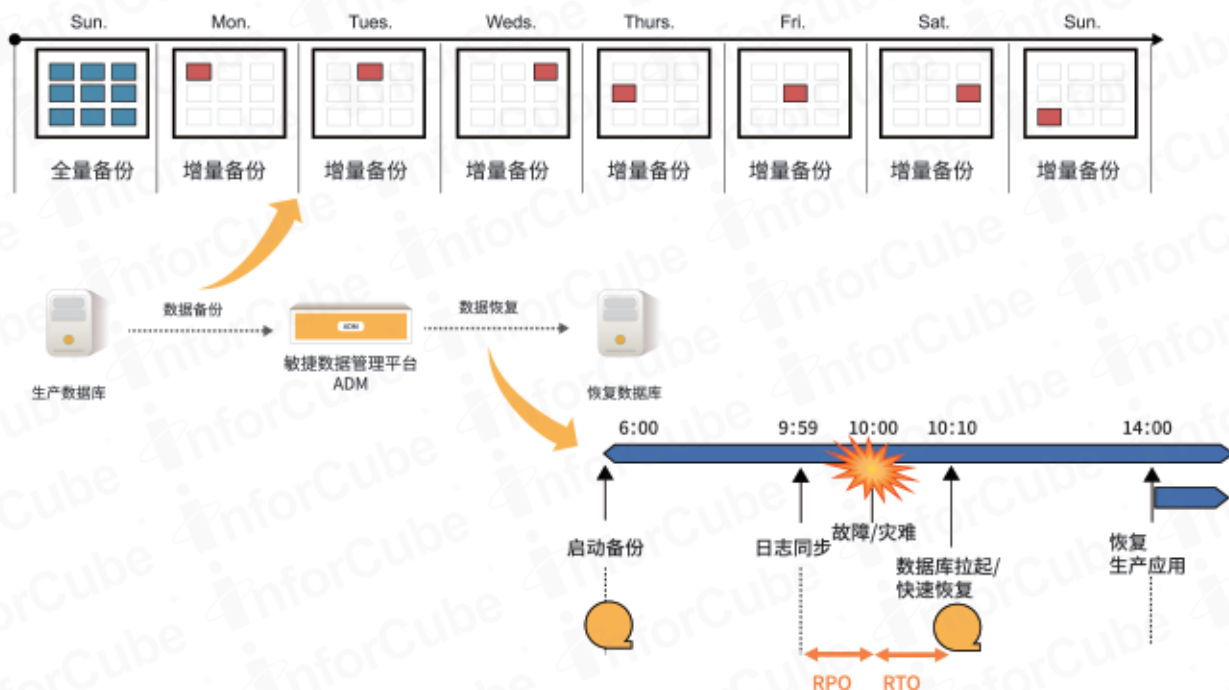 Sun.
Mon.
Tues.
Weds.
Thurs.
Fri.
Sat.
Sun.
全量备份
增量备份
增量备份
增量备份
增量备份
增量备份
增量备份
增量备份
数据备份
数据恢复
ADM
敏捷数据管理平台
ADM
生产数据库
恢复数据库
6:00
9:59
10:00
10:10
14:00
启动备份
日志同步
故障/灾难
数据库拉起/
快速恢复
恢复
生产应用
RPO
RTO
InforCube